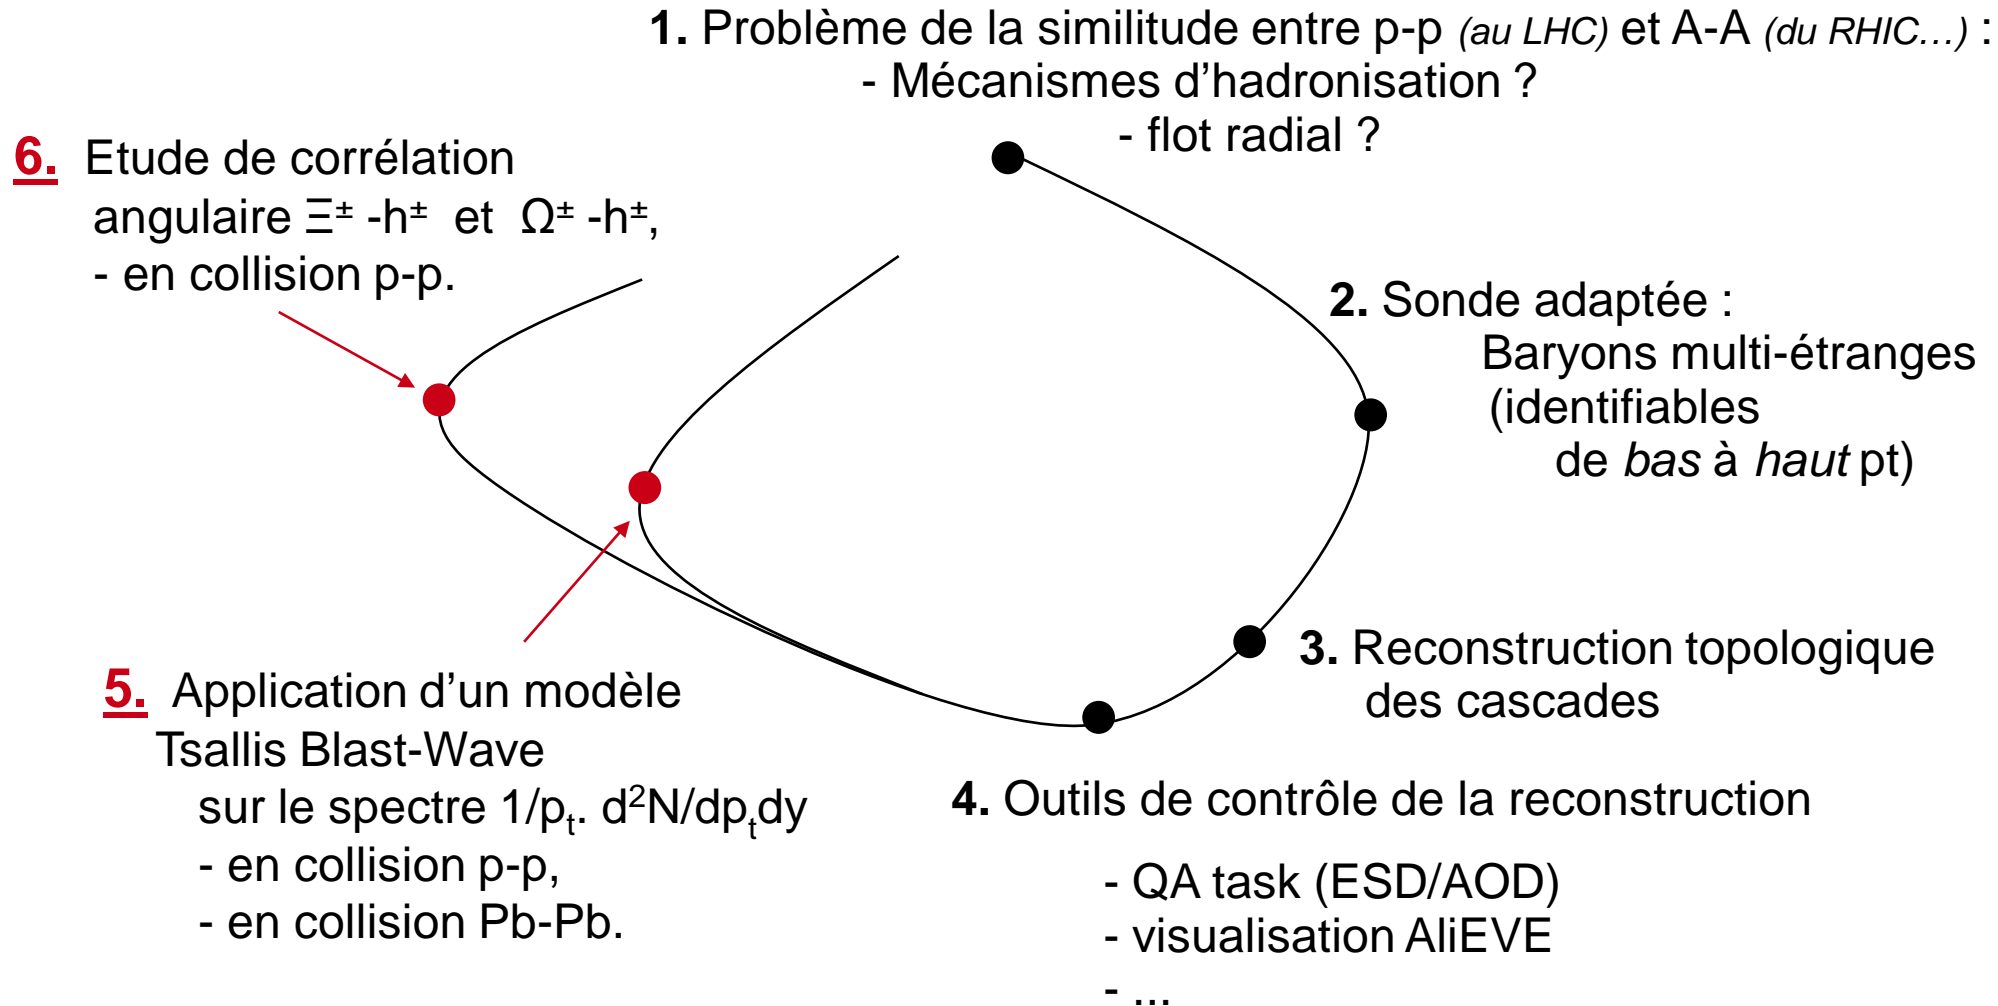 1. Problème de la similitude entre p-p (au LHC) et A-A (du RHIC…) :
- Mécanismes d'hadronisation ?
- flot radial ?
6. Etude de corrélation
angulaire Ξ± -h± et Ω± -h±,
- en collision p-p.
2. Sonde adaptée :
Baryons multi-étranges
(identifiables
de bas à haut pt)
3. Reconstruction topologique
des cascades
5. Application d'un modèle
Tsallis Blast-Wave
sur le spectre 1/pt. d²N/dptdy
- en collision p-p,
- en collision Pb-Pb.
4. Outils de contrôle de la reconstruction
- QA task (ESD/AOD)
- visualisation AliEVE
- ...